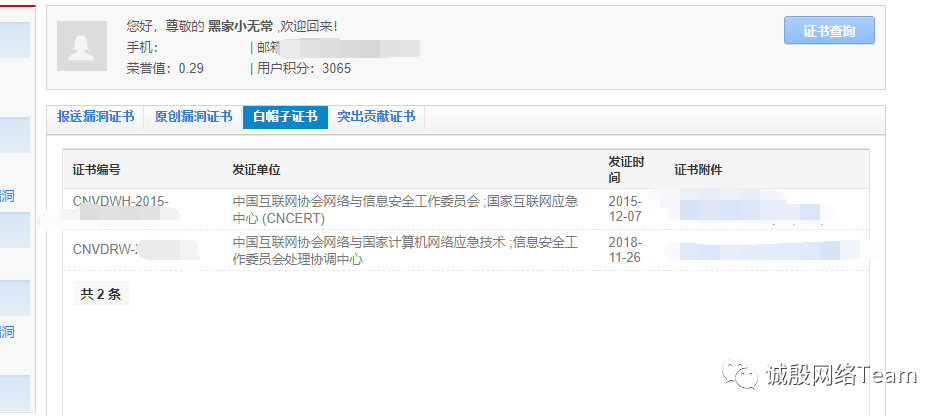 您好，尊敬的 黑家小无常 ,欢迎回来!
证书查询
手机： | 邮箱
荣誉值：0.29 | 用户积分：3065
报送漏洞证书 原创漏洞证书 白帽子证书 突出贡献证书
证书编号 发证单位 发证时 证书附件
间
CNVDWH-2015- 中国互联网协会网络与信息安全工作委员会 ;国家互联网应急 2015-
洞
中心 (CNCERT) 12-07
CNVDRW- 中国互联网协会网络与国家计算机网络应急技术 ;信息安全工 2018-
作委员会处理协调中心 11-26
共 2 条
洞
诚殷网络Team